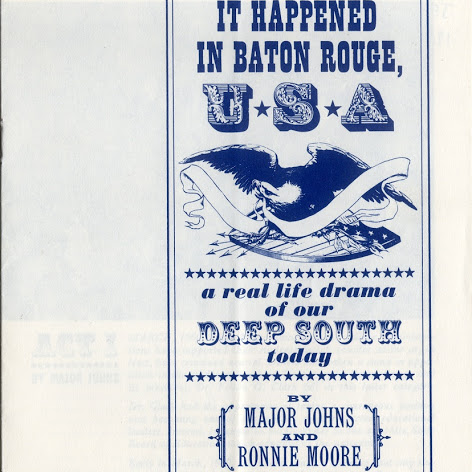 IT HAPPENED
IN BATON ROUGE,
U★S★A
a real life drama
of our
DEEP SOUTH
today
BY
MAJOR JOHNS
AND
RONNIE MOORE